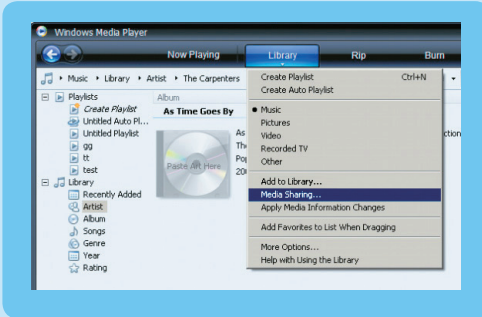 Windows Media Player
Now Playing Library Rip Burn
Music Library Artist The Carpenters
Playlists
Create Playlist
Untitled Auto Pl...
Untitled Playlist
gg
tt
test
Library
Recently Added
Artist
Album
Songs
Genre
Year
Rating
Album
As Time Goes By
Paste Art Here
As
Create Playlist Ctrl+N
Create Auto Playlist
Music
Pictures
Video
Recorded TV
Other
Add to Library...
Media Sharing...
Apply Media Information Changes
Add Favorites to List When Dragging
More Options...
Help with Using the Library